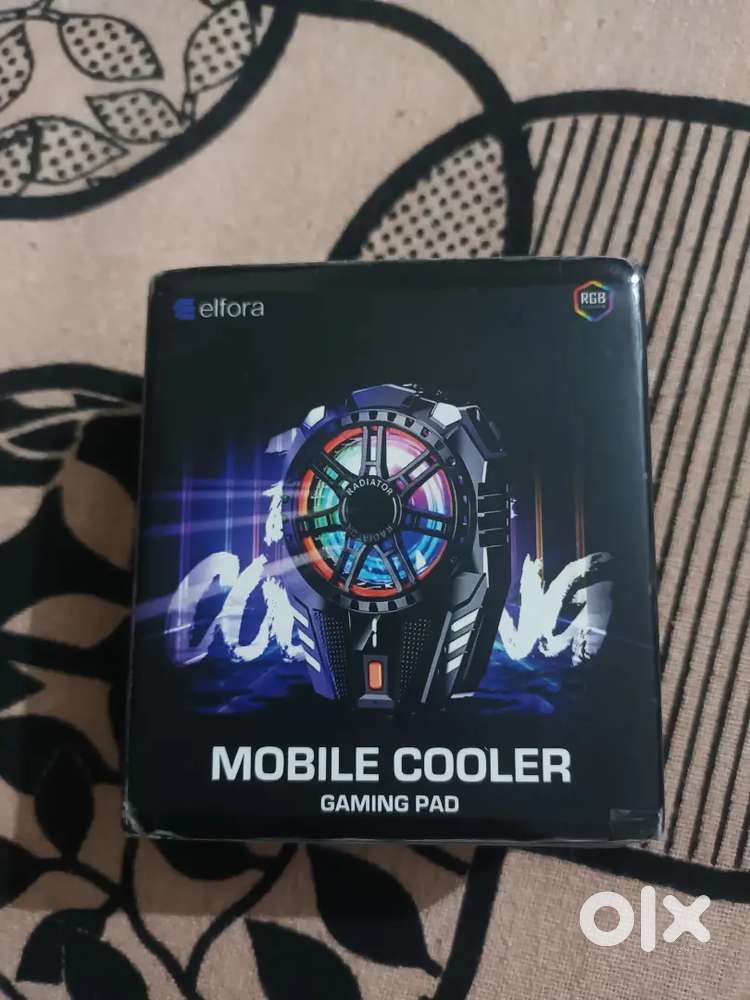 elfora
RGB
RADIATOR
MOBILE COOLER
GAMING PAD
olx